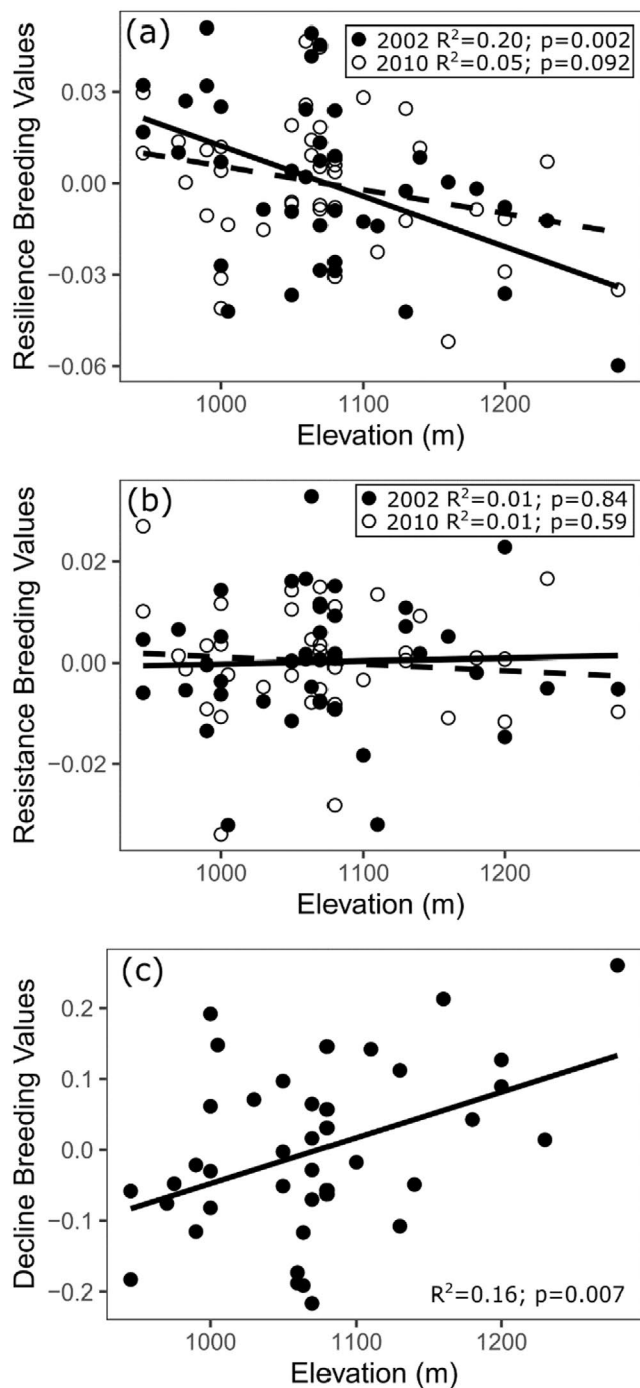 (a)
2002 R²=0.20; p=0.002
2010 R²=0.05; p=0.092
Resilience Breeding Values
0.03
0.00
−0.03
−0.06
1000 1100 1200
Elevation (m)
(b)
2002 R²=0.01; p=0.84
2010 R²=0.01; p=0.59
Resistance Breeding Values
0.02
0.00
−0.02
1000 1100 1200
Elevation (m)
(c)
Decline Breeding Values
0.2
0.1
0.0
−0.1
−0.2
R²=0.16; p=0.007
1000 1100 1200
Elevation (m)